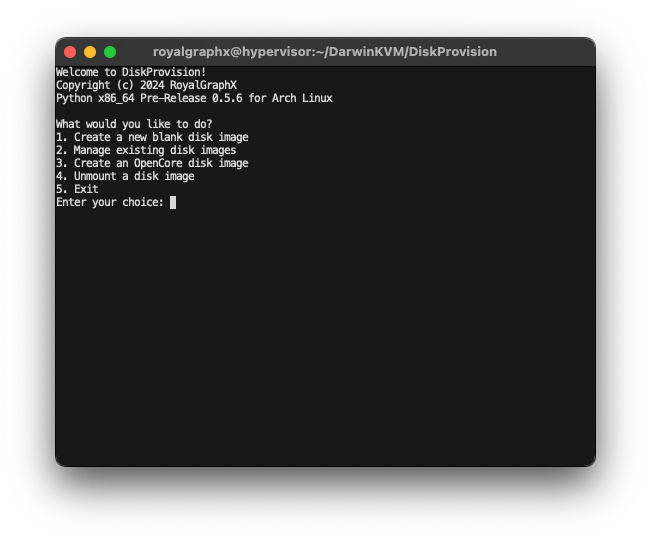 royalgraphx@hypervisor:~/DarwinKVM/DiskProvision
Welcome to DiskProvision!
Copyright (c) 2024 RoyalGraphX
Python x86_64 Pre-Release 0.5.6 for Arch Linux
What would you like to do?
1. Create a new blank disk image
2. Manage existing disk images
3. Create an OpenCore disk image
4. Unmount a disk image
5. Exit
Enter your choice: